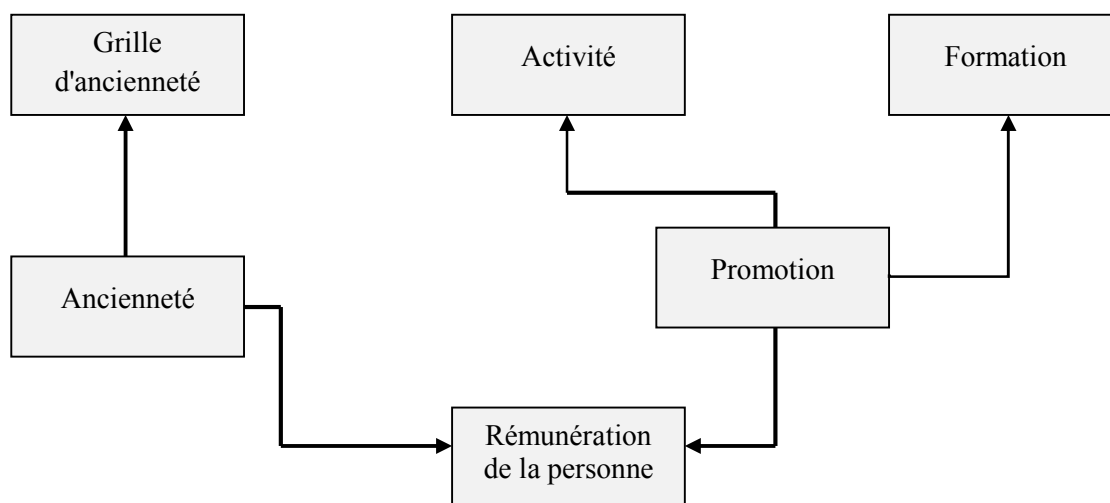 Grille
d'ancienneté
Activité
Formation
Ancienneté
Promotion
Rémunération
de la personne